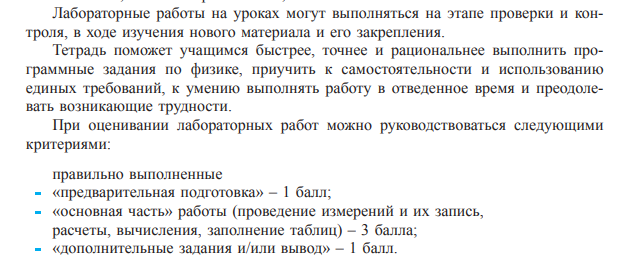 Лабораторные работы на уроках могут выполняться на этапе проверки и кон-
троля, в ходе изучения нового материала и его закрепления.
Тетрадь поможет учащимся быстрее, точнее и рациональнее выполнить про-
граммные задания по физике, приучить к самостоятельности и использованию
единых требований, к умению выполнять работу в отведенное время и преодоле-
вать возникающие трудности.
При оценивании лабораторных работ можно руководствоваться следующими
критериями:
правильно выполненные
- «предварительная подготовка» – 1 балл;
- «основная часть» работы (проведение измерений и их запись,
расчеты, вычисления, заполнение таблиц) – 3 балла;
- «дополнительные задания и/или вывод» – 1 балл.